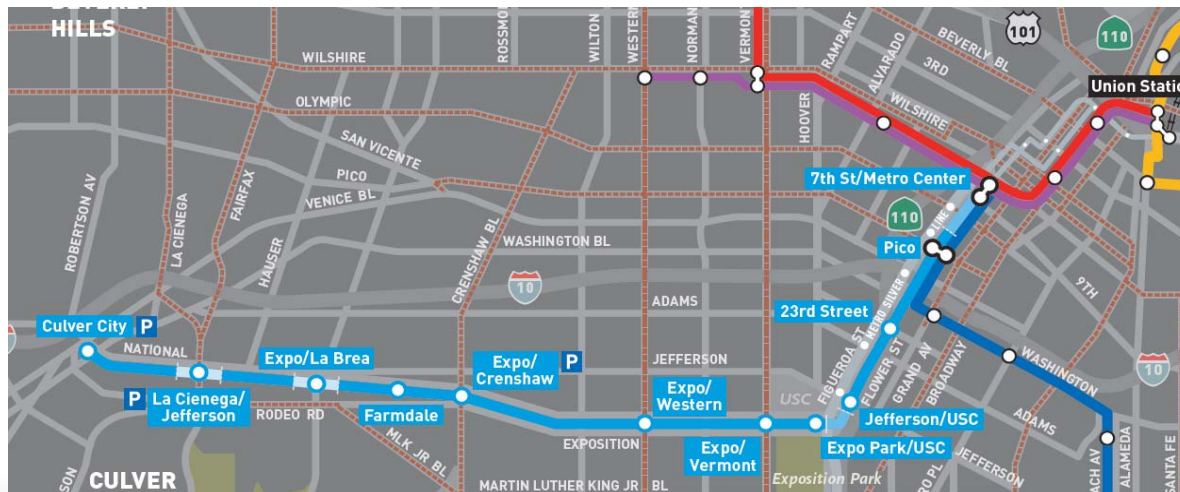 HILLS
WILSHIRE
OLYMPIC
SAN VICENTE
PICO
VENICE BL
WASHINGTON BL
ADAMS
JEFFERSON
EXPOSITION
MARTIN LUTHER KING JR BL
ROBERTSON AV
LA CIENEGA
FAIRFAX
HAUSER
CRENSHAW BL
WILTON
WESTERN
VERMONT
HOOVER
RAMPART
ALVARADO
BEVERLY BL
3RD
WILSHIRE
101
110
110
10
10
7th St/Metro Center
Pico
23rd Street
LINE
METRO SILVER
FIGUEROA ST
FLOWER ST
GRAND AV
BROADWAY
9TH
WASHINGTON
ADAMS
JEFFERSON
ALAMEDA
SANTA FE
Culver City
P
NATIONAL
Expo/La Brea
Expo/
Crenshaw
P
P
La Cienega/
Jefferson
RODEO RD
Farmdale
MLK JR BL
Expo/
Western
Expo/
Vermont
USC
Jefferson/USC
Expo Park/USC
Exposition Park
CULVER